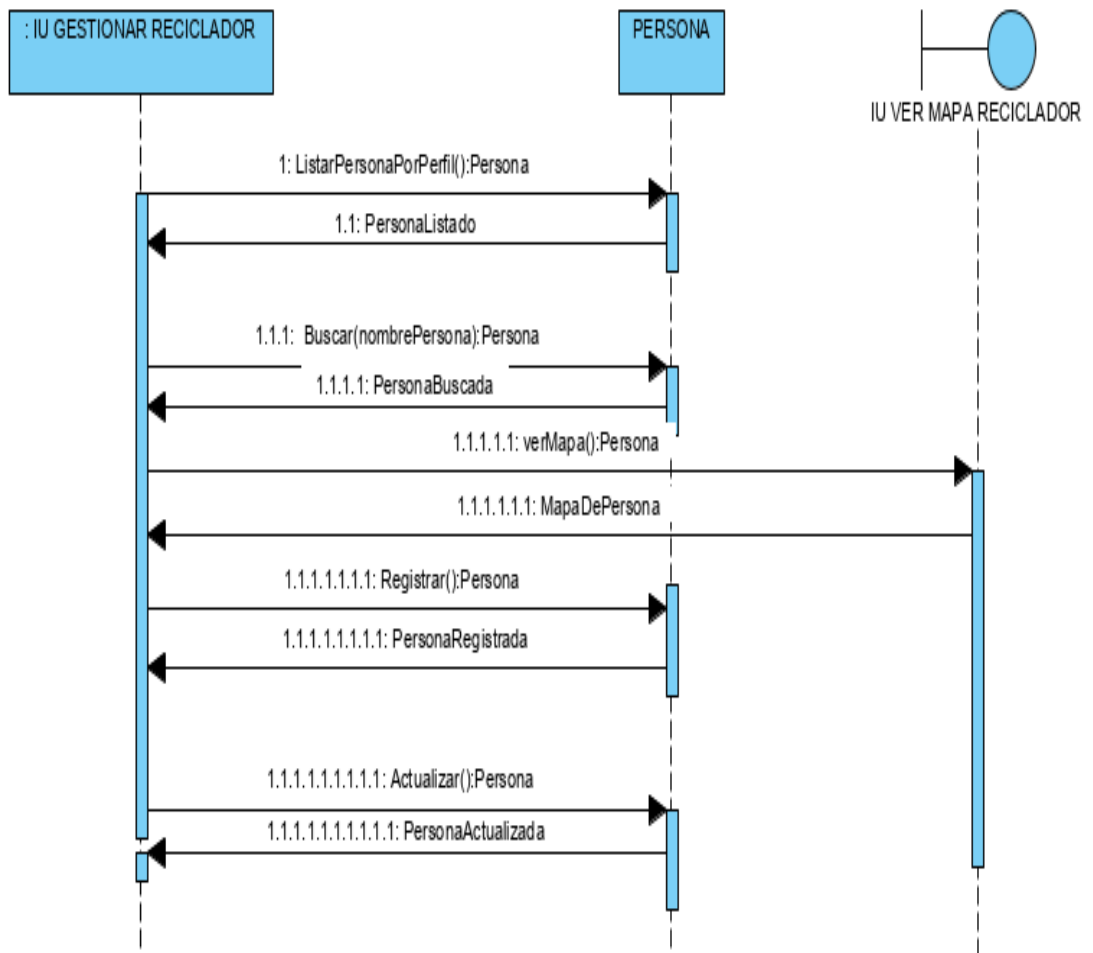 : IU GESTIONAR RECICLADOR
PERSONA
IU VER MAPA RECICLADOR
1: ListarPersonaPorPerfil():Persona
1.1: PersonaListado
1.1.1: Buscar(nombrePersona):Persona
1.1.1.1: PersonaBuscada
1.1.1.1.1: verMapa():Persona
1.1.1.1.1.1: MapaDePersona
1.1.1.1.1.1.1: Registrar():Persona
1.1.1.1.1.1.1.1: PersonaRegistrada
1.1.1.1.1.1.1.1.1: Actualizar():Persona
1.1.1.1.1.1.1.1.1.1: PersonaActualizada